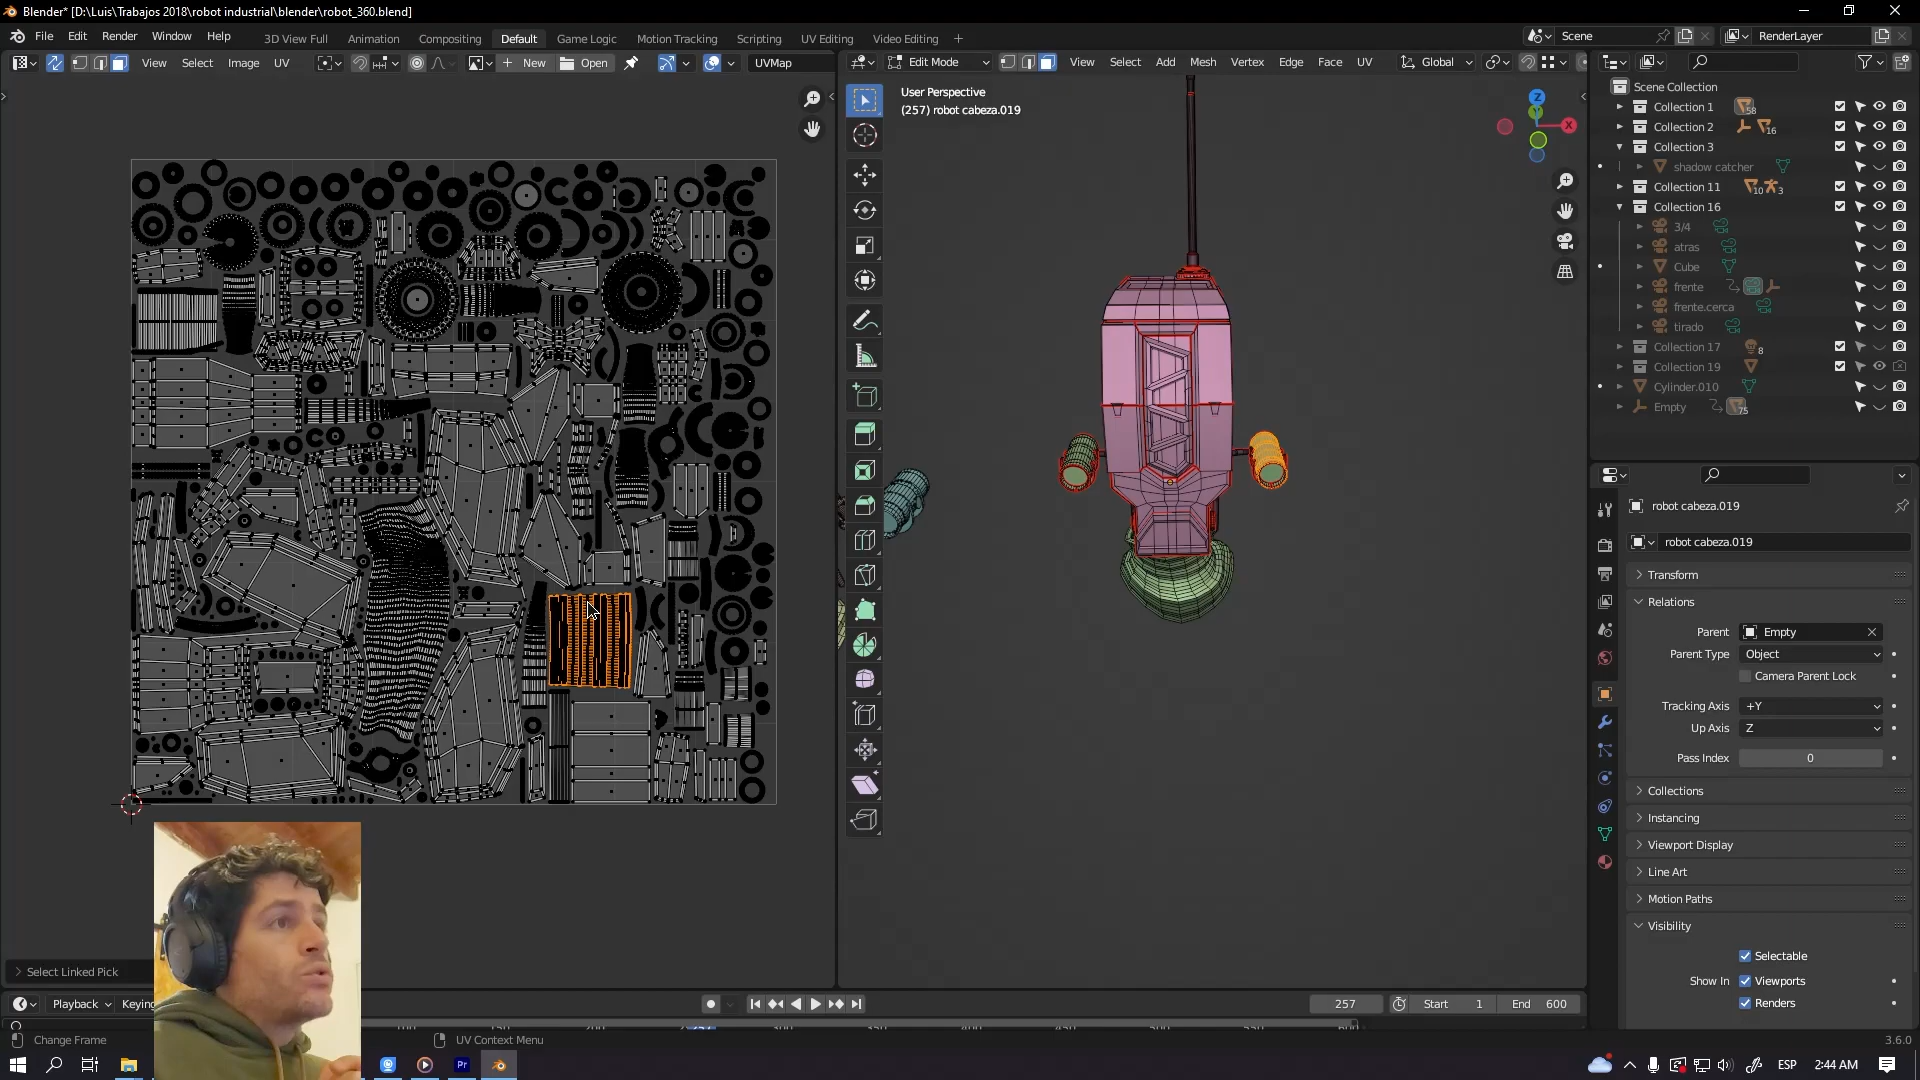 Blender* [D:\Luis\Trabajos 2018\robot industrial\blender\robot_360.blend]
File Edit Render Window Help 3D View Full Animation Compositing Default Game Logic Motion Tracking Scripting UV Editing Video Editing + Scene RenderLayer
View Select Image UV New Open UVMap
Edit Mode View Select Add Mesh Vertex Edge Face UV Global
User Perspective
(257) robot cabeza.019
Z
X
Scene Collection
Collection 1 58
Collection 2 16
Collection 3
shadow catcher
Collection 11 10 3
Collection 16
3/4
atras
Cube
frente
frente.cerca
tirado
Collection 17 8
Collection 19
Cylinder.010
Empty 75
robot cabeza.019
robot cabeza.019
Transform
Relations
Parent Empty
Parent Type Object
Camera Parent Lock
Tracking Axis +Y
Up Axis Z
Pass Index 0
Collections
Instancing
Viewport Display
Line Art
Motion Paths
Visibility
Selectable
Show In Viewports
Renders
Select Linked Pick
Playback Keying 257 Start 1 End 600
Change Frame UV Context Menu 3.6.0
Pr ESP 2:44 AM